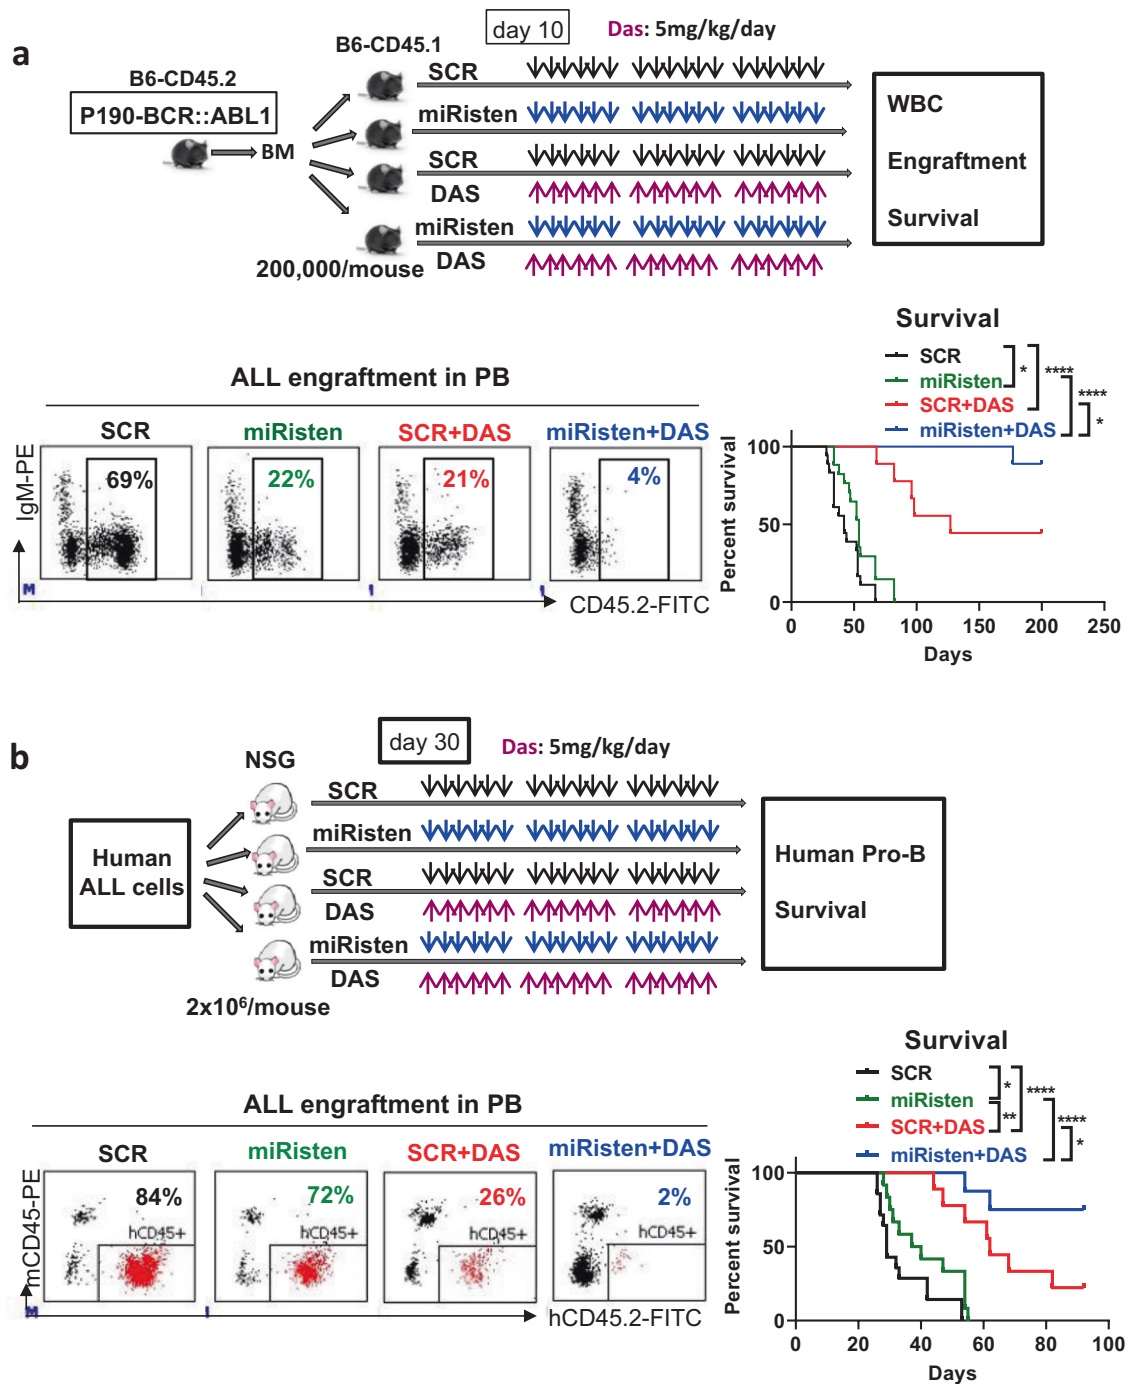 a
day 10
Das: 5mg/kg/day
B6-CD45.1
B6-CD45.2
P190-BCR::ABL1
BM
SCR
miRisten
SCR
DAS
miRisten
DAS
200,000/mouse
WBC
Engraftment
Survival
ALL engraftment in PB
SCR
miRisten
SCR+DAS
miRisten+DAS
69%
22%
21%
4%
IgM-PE
M
CD45.2-FITC
Survival
SCR
miRisten
SCR+DAS
miRisten+DAS
*
****
****
*
Percent survival
100
50
0
0 50 100 150 200 250
Days
b
day 30
Das: 5mg/kg/day
NSG
Human
ALL cells
SCR
miRisten
SCR
DAS
miRisten
DAS
2x10⁶/mouse
Human Pro-B
Survival
ALL engraftment in PB
SCR
miRisten
SCR+DAS
miRisten+DAS
84%
72%
26%
2%
hCD45+
hCD45+
hCD45+
hCD45+
mCD45-PE
M
hCD45.2-FITC
Survival
SCR
miRisten
SCR+DAS
miRisten+DAS
*
**
****
****
*
Percent survival
100
50
0
0 20 40 60 80 100
Days